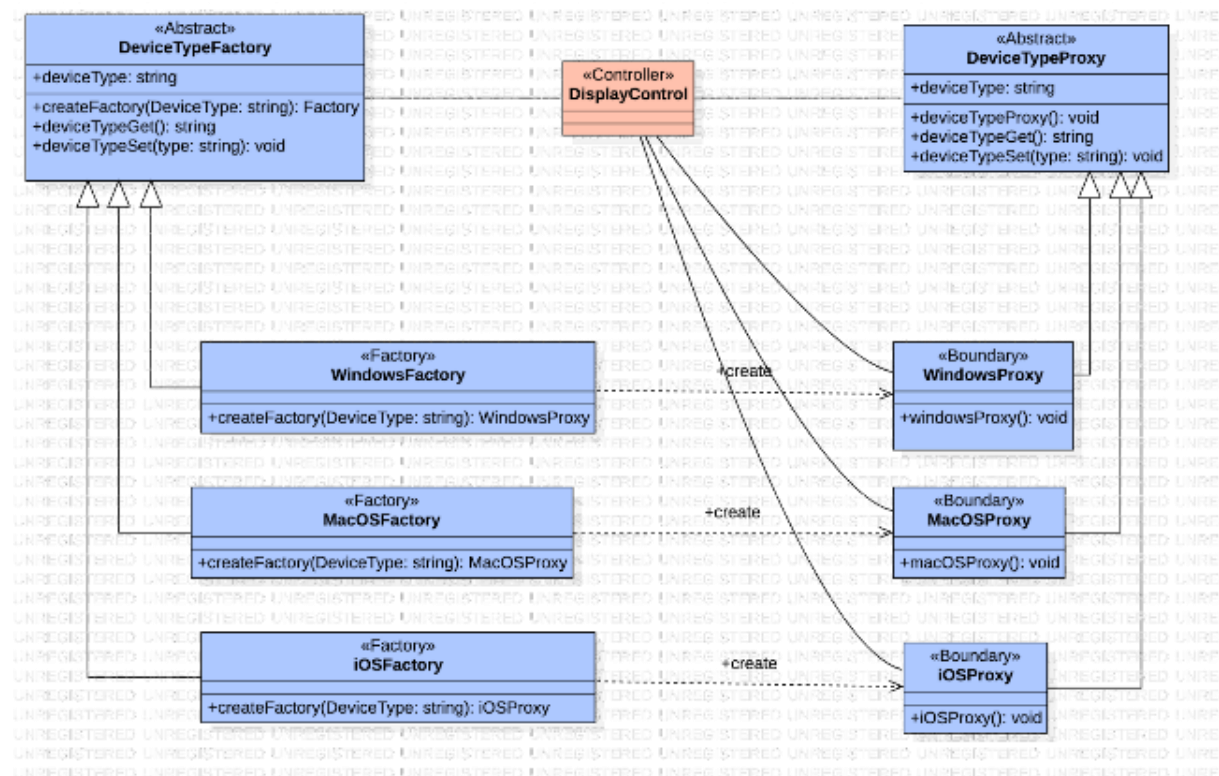 «Abstract»
DeviceTypeFactory
+deviceType: string
+createFactory(DeviceType: string): Factory
+deviceTypeGet(): string
+deviceTypeSet(type: string): void
«Controller»
DisplayControl
«Abstract»
DeviceTypeProxy
+deviceType: string
+deviceTypeProxy(): void
+deviceTypeGet(): string
+deviceTypeSet(type: string): void
«Factory»
WindowsFactory
+createFactory(DeviceType: string): WindowsProxy
+create
«Boundary»
WindowsProxy
+windowsProxy(): void
«Factory»
MacOSFactory
+createFactory(DeviceType: string): MacOSProxy
+create
«Boundary»
MacOSProxy
+macOSProxy(): void
«Factory»
iOSFactory
+createFactory(DeviceType: string): iOSProxy
+create
«Boundary»
iOSProxy
+iOSProxy(): void
UNREGISTERED